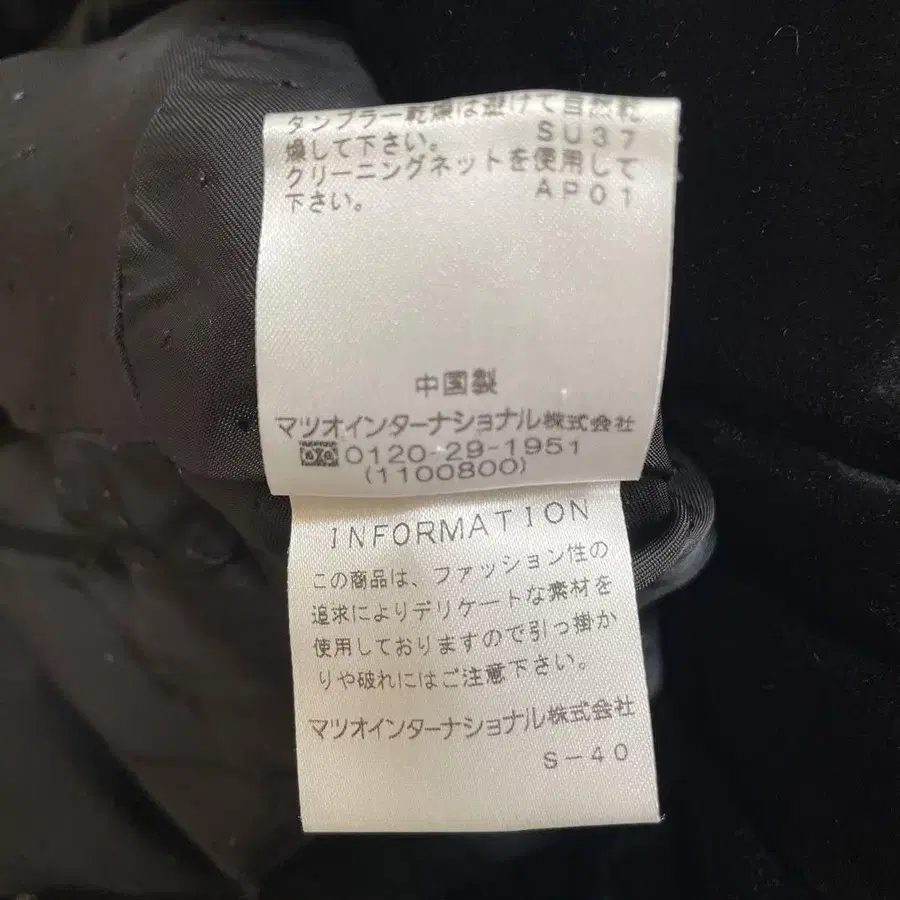 タンブラー乾燥は避けて自然乾
燥して下さい。 SU37
クリーニングネットを使用して
下さい。 AP01
中国製
マツオインターナショナル株式会社
0120-29-1951
(1100800)
INFORMATION
この商品は、ファッション性の
追求によりデリケートな素材を
使用しておりますので引っ掛か
りや破れにはご注意下さい。
マツオインターナショナル株式会社
S-40